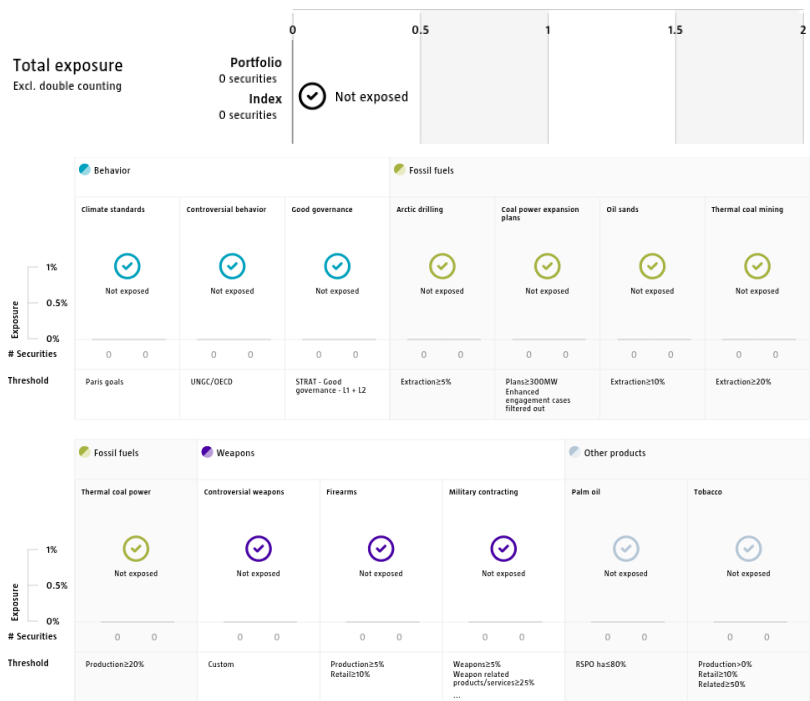 0 0.5 1 1.5 2
Total exposure
Excl. double counting
Portfolio
0 securities
Index
0 securities
Not exposed
Behavior
Fossil fuels
Climate standards
Controversial behavior
Good governance
Arctic drilling
Coal power expansion
plans
Oil sands
Thermal coal mining
Exposure
1%
0.5%
0%
Not exposed
Not exposed
Not exposed
Not exposed
Not exposed
Not exposed
Not exposed
# Securities
0 0
0 0
0 0
0 0
0 0
0 0
0 0
Threshold
Paris goals
UNGC/OECD
STRAT - Good
governance - L1 + L2
Extraction≥5%
Plans≥300MW
Enhanced
engagement cases
filtered out
Extraction≥10%
Extraction≥20%
Fossil fuels
Weapons
Other products
Thermal coal power
Controversial weapons
Firearms
Military contracting
Palm oil
Tobacco
Exposure
1%
0.5%
0%
Not exposed
Not exposed
Not exposed
Not exposed
Not exposed
Not exposed
# Securities
0 0
0 0
0 0
0 0
0 0
0 0
Threshold
Production≥20%
Custom
Production≥5%
Retail≥10%
Weapons≥5%
Weapon related
products/services≥25%
...
RSPO ha≤80%
Production>0%
Retail≥10%
Related≥50%